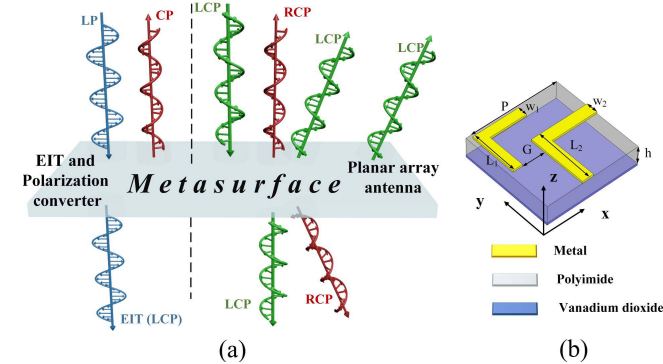 LP
CP
LCP
RCP
LCP
LCP
EIT and
Polarization
converter
Metasurface
Planar array
antenna
EIT (LCP)
LCP
RCP
(a)
P
w1
w2
L1
G
L2
h
z
y
x
Metal
Polyimide
Vanadium dioxide
(b)